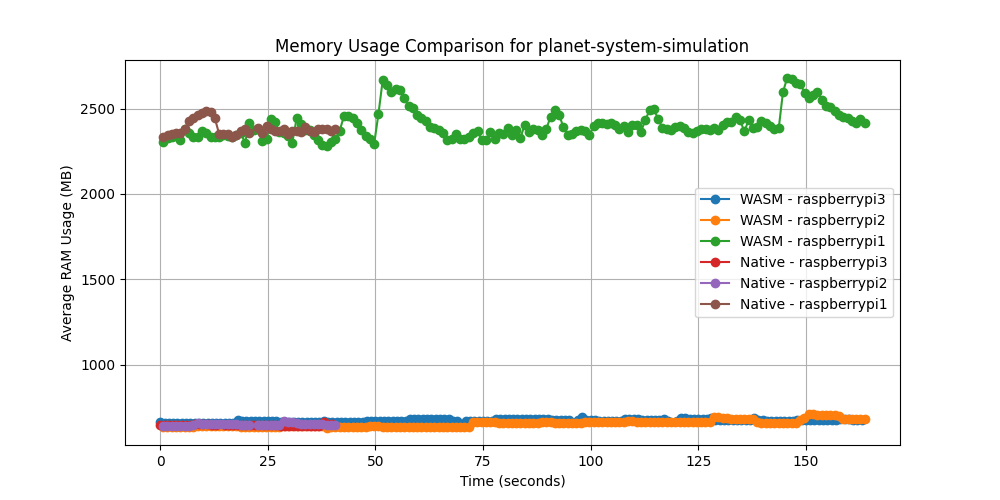 Memory Usage Comparison for planet-system-simulation
Average RAM Usage (MB)
2500
2000
1500
1000
WASM - raspberrypi3
WASM - raspberrypi2
WASM - raspberrypi1
Native - raspberrypi3
Native - raspberrypi2
Native - raspberrypi1
0 25 50 75 100 125 150
Time (seconds)